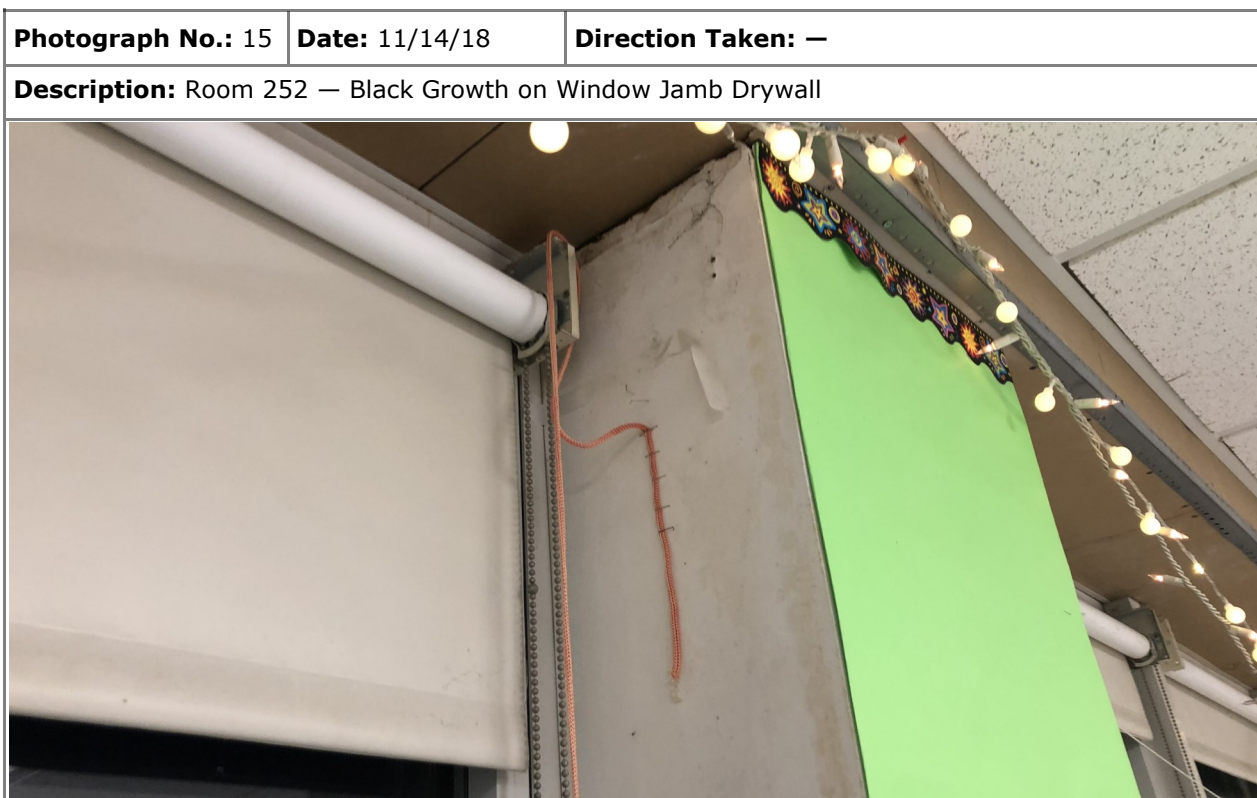 Photograph No.: 15 Date: 11/14/18 Direction Taken: —
Description: Room 252 — Black Growth on Window Jamb Drywall